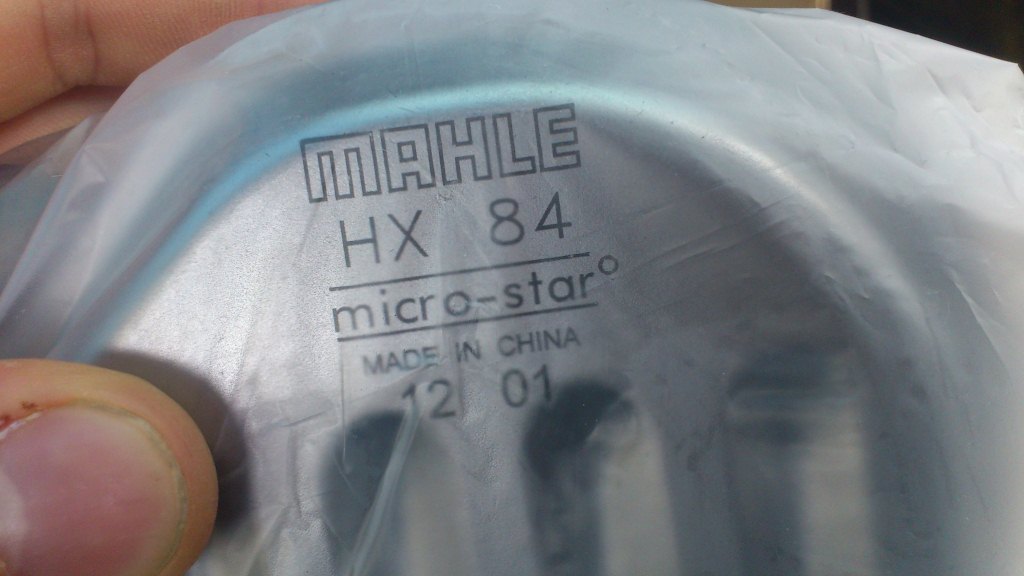 MAHLE
HX 84
micro-star°
MADE IN CHINA
12 01